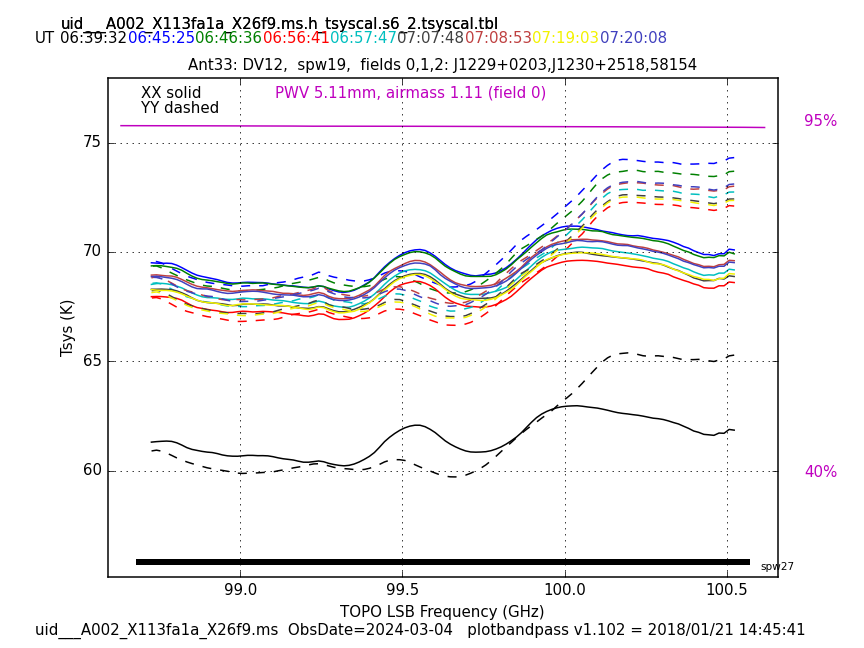 uid___A002_X113fa1a_X26f9.ms.h_tsyscal.s6_2.tsyscal.tbl
UT 06:39:32 06:45:25 06:46:36 06:56:41 06:57:47 07:07:48 07:08:53 07:19:03 07:20:08
Ant33: DV12, spw19, fields 0,1,2: J1229+0203,J1230+2518,58154
XX solid
YY dashed
PWV 5.11mm, airmass 1.11 (field 0)
95%
75
70
Tsys (K)
65
60
40%
spw27
99.0 99.5 100.0 100.5
TOPO LSB Frequency (GHz)
uid___A002_X113fa1a_X26f9.ms ObsDate=2024-03-04 plotbandpass v1.102 = 2018/01/21 14:45:41